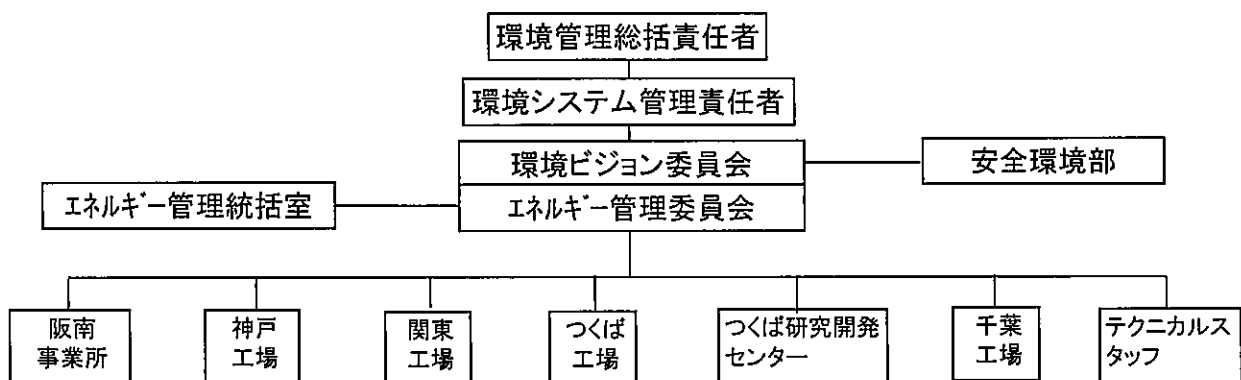 環境管理総括責任者
環境システム管理責任者
環境ビジョン委員会
安全環境部
エネルギー管理統括室
エネルギー管理委員会
阪南
事業所
神戸
工場
関東
工場
つくば
工場
つくば研究開発
センター
千葉
工場
テクニカルス
タッフ